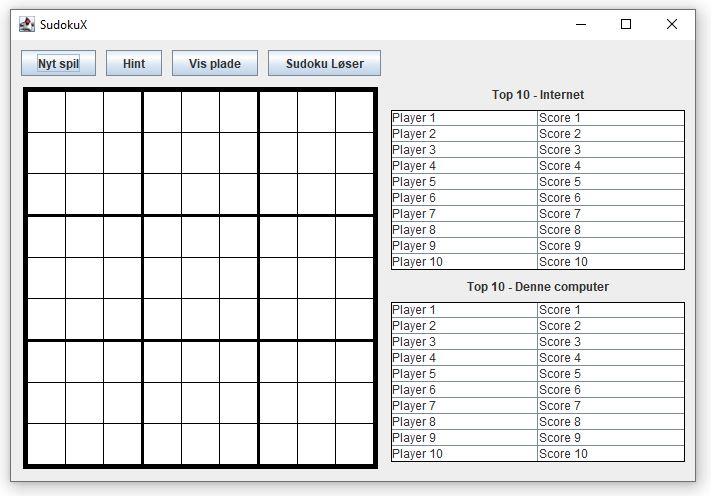 SudokuX
Nyt spil Hint Vis plade Sudoku Løser
Top 10 - Internet
Player 1 Score 1
Player 2 Score 2
Player 3 Score 3
Player 4 Score 4
Player 5 Score 5
Player 6 Score 6
Player 7 Score 7
Player 8 Score 8
Player 9 Score 9
Player 10 Score 10
Top 10 - Denne computer
Player 1 Score 1
Player 2 Score 2
Player 3 Score 3
Player 4 Score 4
Player 5 Score 5
Player 6 Score 6
Player 7 Score 7
Player 8 Score 8
Player 9 Score 9
Player 10 Score 10